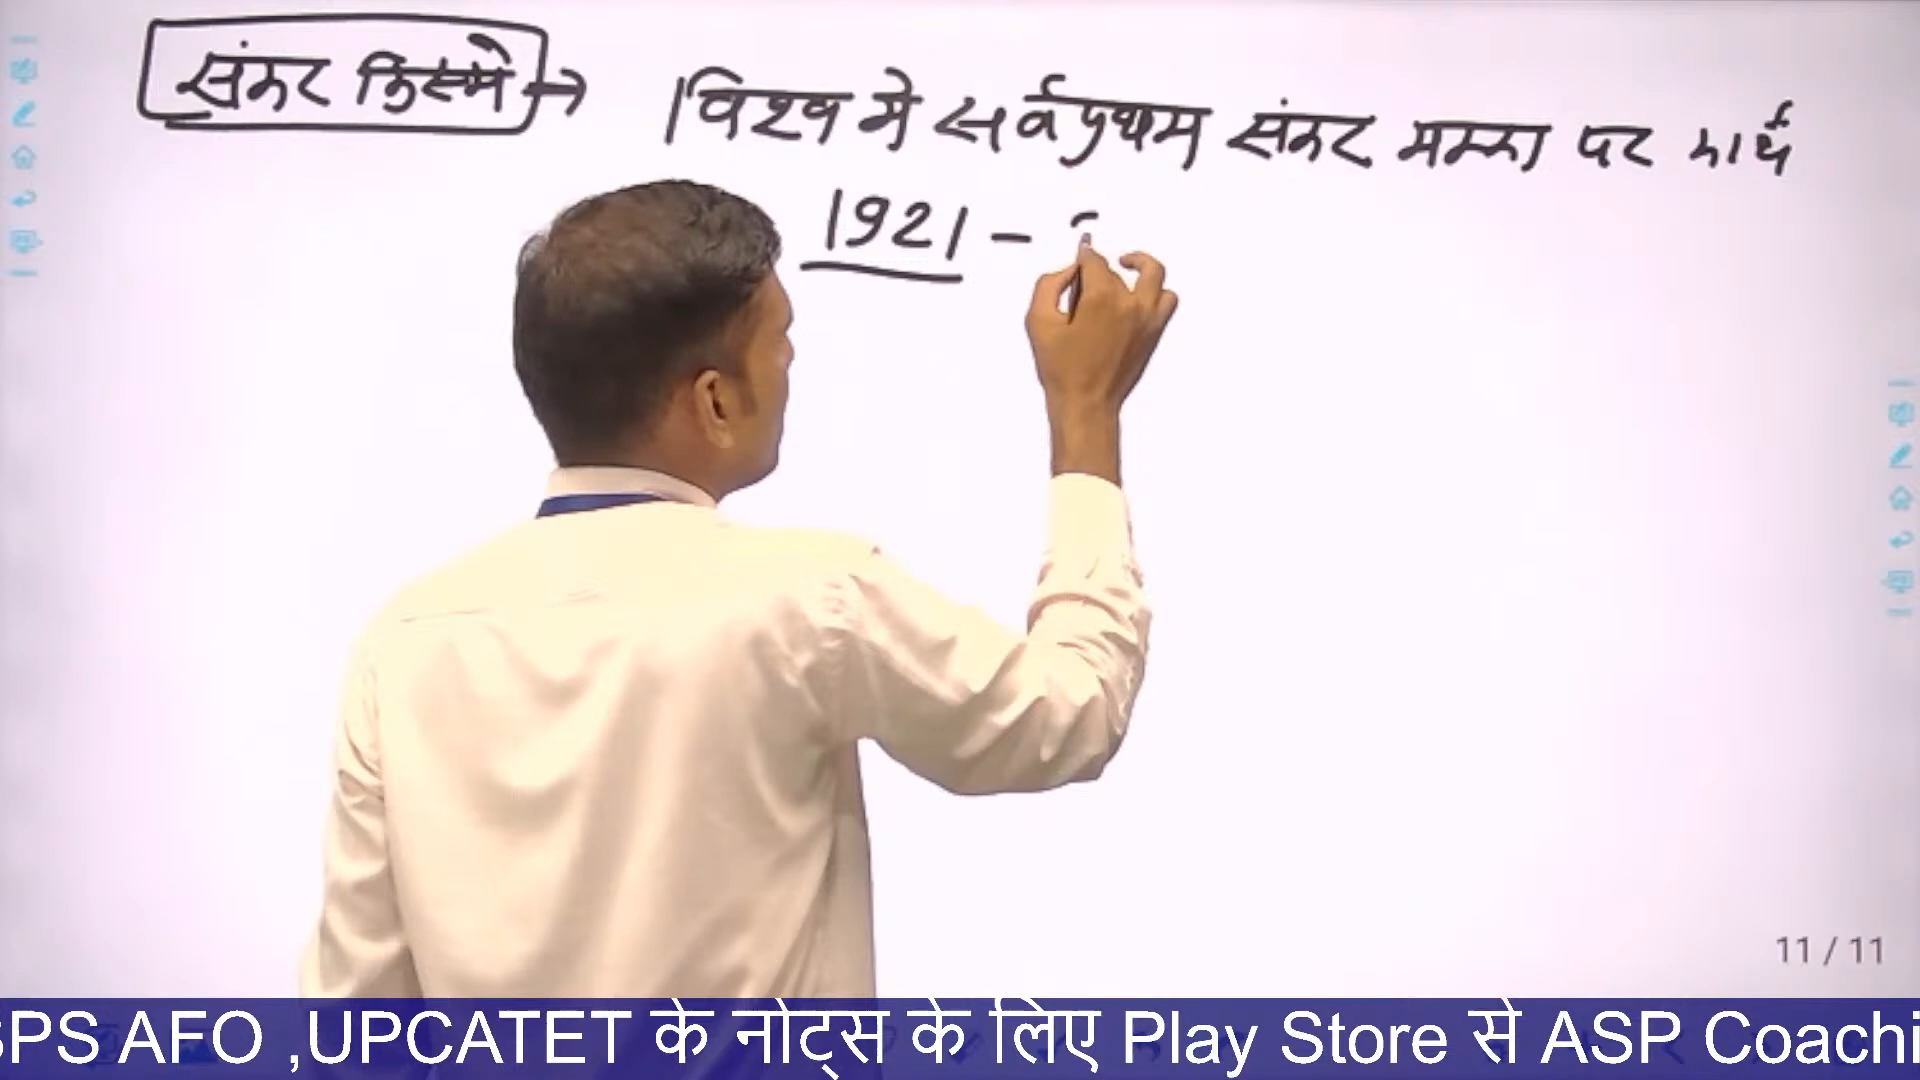 संकर किस्मे → विश्व मे सर्वप्रथम संकर मक्का पर कार्य
1921 -
11 / 11
SPS AFO ,UPCATET के नोट्स के लिए Play Store से ASP Coachi